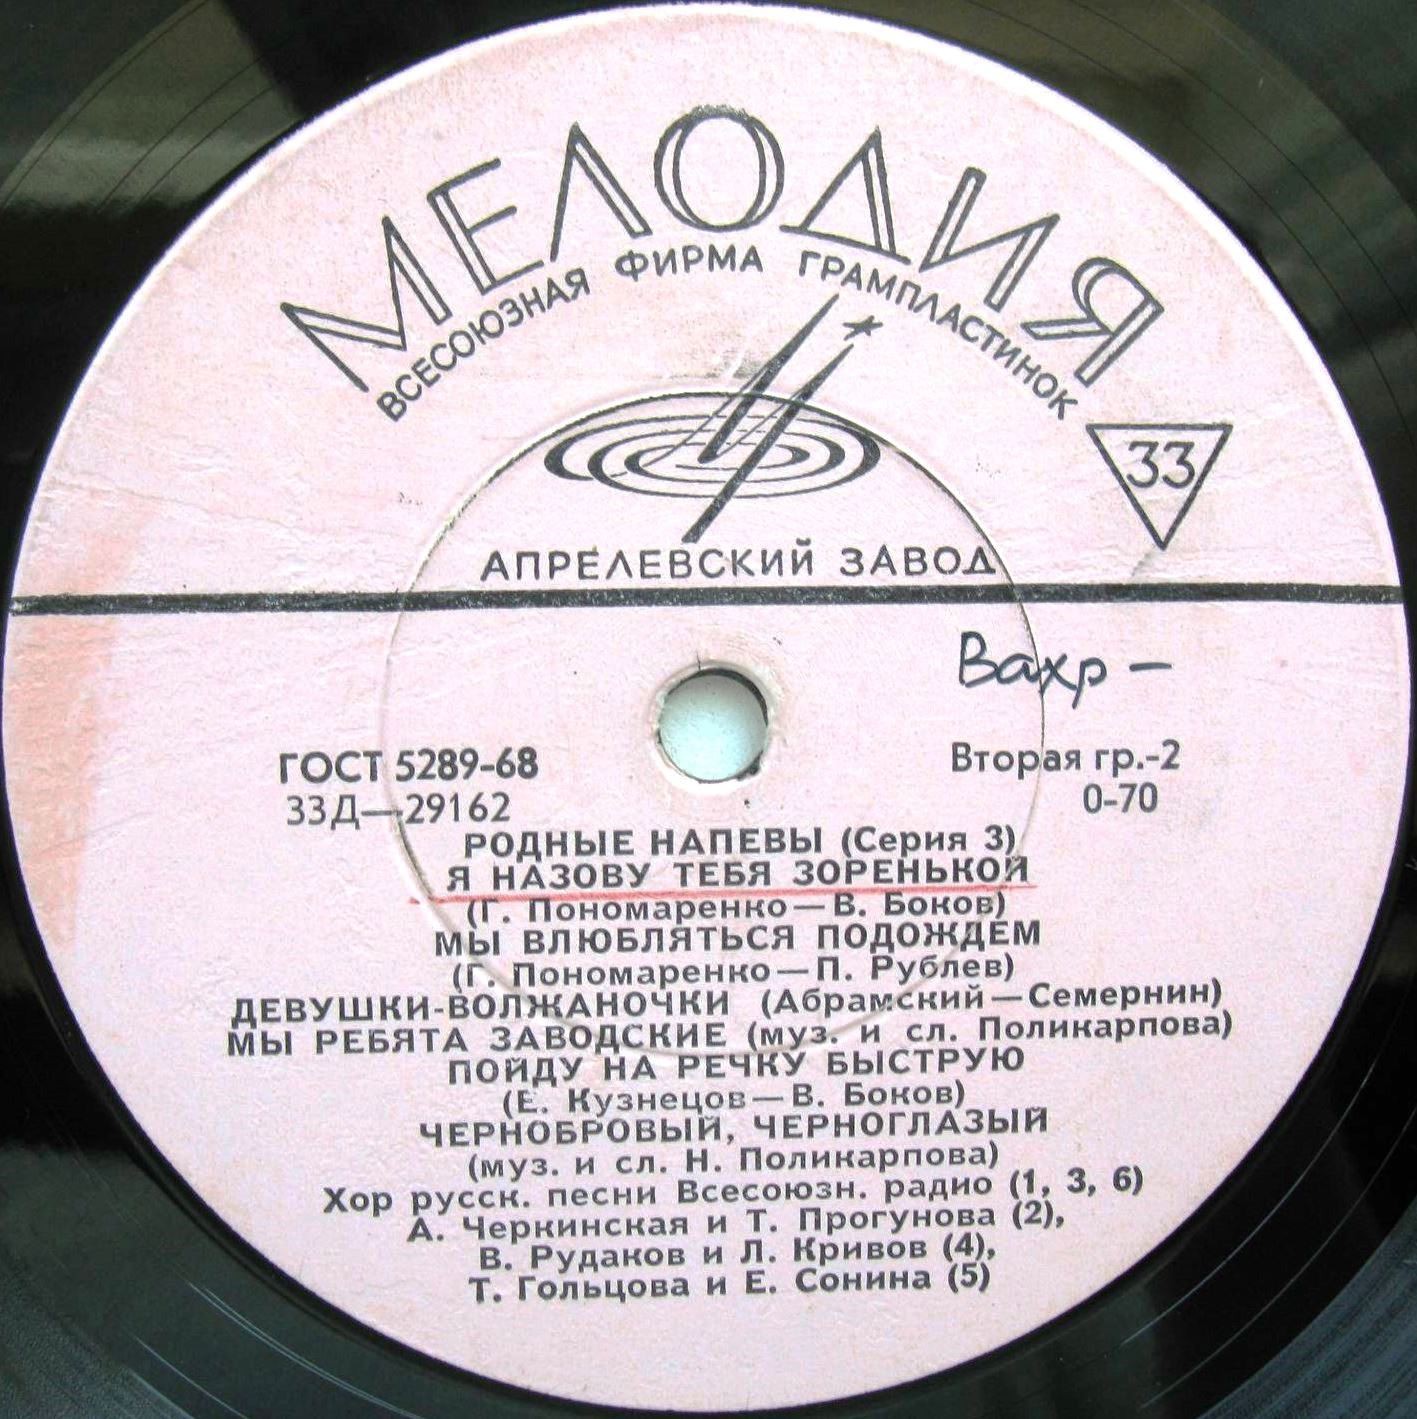 МЕЛОДИЯ
ВСЕСОЮЗНАЯ ФИРМА ГРАМПЛАСТИНОК
33
АПРЕЛЕВСКИЙ ЗАВОД
Вахр –
ГОСТ 5289-68
Вторая гр.-2
33Д—29162
0-70
РОДНЫЕ НАПЕВЫ (Серия 3)
Я НАЗОВУ ТЕБЯ ЗОРЕНЬКОЙ
(Г. Пономаренко—В. Боков)
МЫ ВЛЮБЛЯТЬСЯ ПОДОЖДЕМ
(Г. Пономаренко—П. Рублев)
ДЕВУШКИ-ВОЛЖАНОЧКИ (Абрамский—Семернин)
МЫ РЕБЯТА ЗАВОДСКИЕ (муз. и сл. Поликарпова)
ПОЙДУ НА РЕЧКУ БЫСТРУЮ
(Е. Кузнецов—В. Боков)
ЧЕРНОБРОВЫЙ, ЧЕРНОГЛАЗЫЙ
(муз. и сл. Н. Поликарпова)
Хор русск. песни Всесоюзн. радио (1, 3, 6)
А. Черкинская и Т. Прогунова (2),
В. Рудаков и Л. Кривов (4),
Т. Гольцова и Е. Сонина (5)